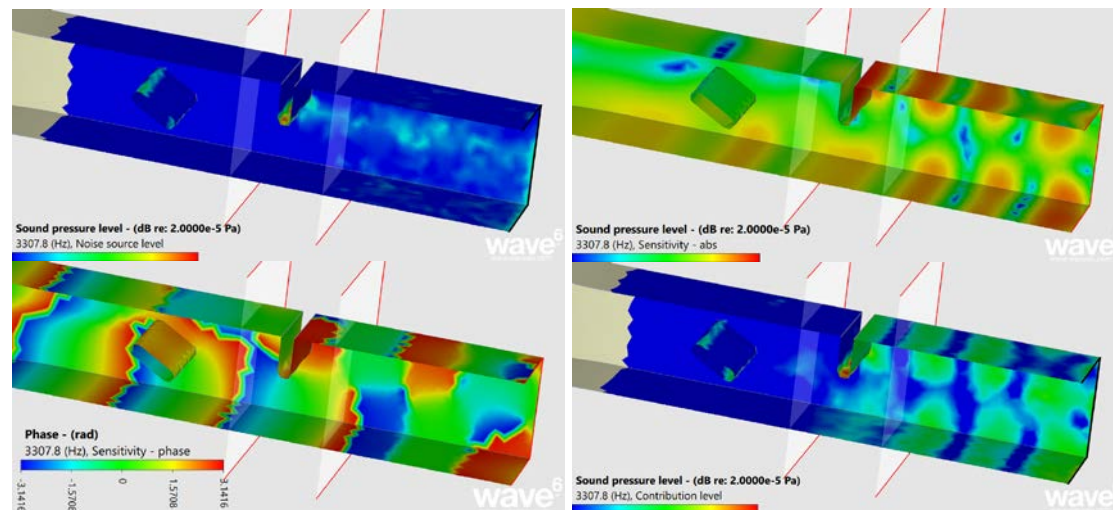 Sound pressure level - (dB re: 2.0000e-5 Pa)
3307.8 (Hz), Noise source level
wave6
Sound pressure level - (dB re: 2.0000e-5 Pa)
3307.8 (Hz), Sensitivity - abs
wave6
Phase - (rad)
3307.8 (Hz), Sensitivity - phase
-3.1416
-1.5708
0
1.5708
3.1416
wave6
Sound pressure level - (dB re: 2.0000e-5 Pa)
3307.8 (Hz), Contribution level
wave6